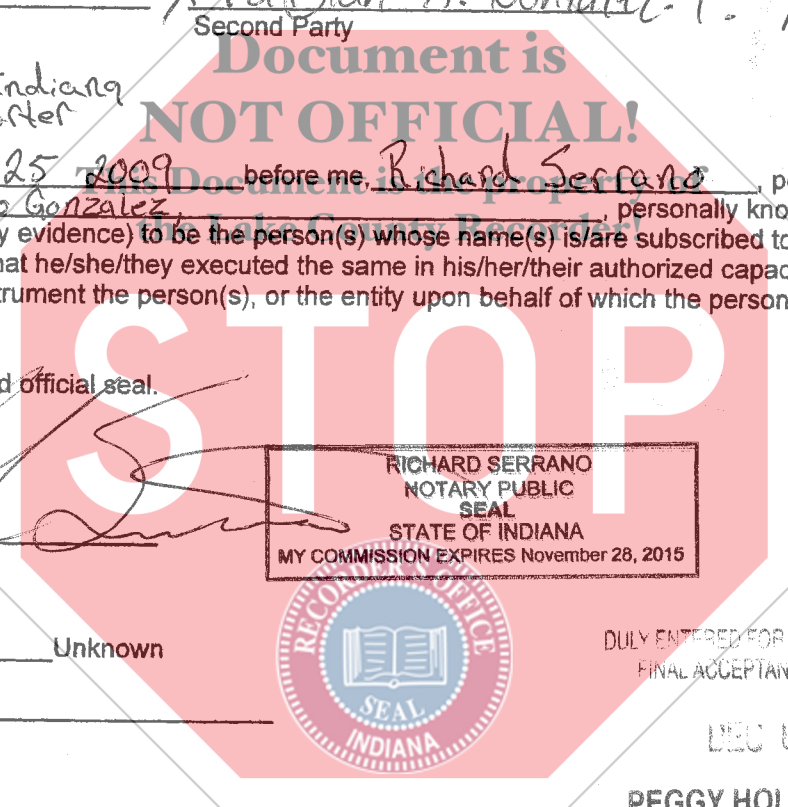 Second Party
Document is
Indiana
NOT OFFICIAL!
25 2009 before me, Richard Serrano, p
This Document is the property of
o Gonzalez, , personally kno
the Lake County Recorder!
y evidence) to be the person(s) whose name(s) is/are subscribed to
hat he/she/they executed the same in his/her/their authorized capac
trument the person(s), or the entity upon behalf of which the person
STOP
d official seal.
RICHARD SERRANO
NOTARY PUBLIC
SEAL
STATE OF INDIANA
MY COMMISSION EXPIRES November 28, 2015
RECORDER'S OFFICE
SEAL
INDIANA
Unknown
DULY ENTERED FOR
FINAL ACCEPTAN
DEC
PEGGY HOL